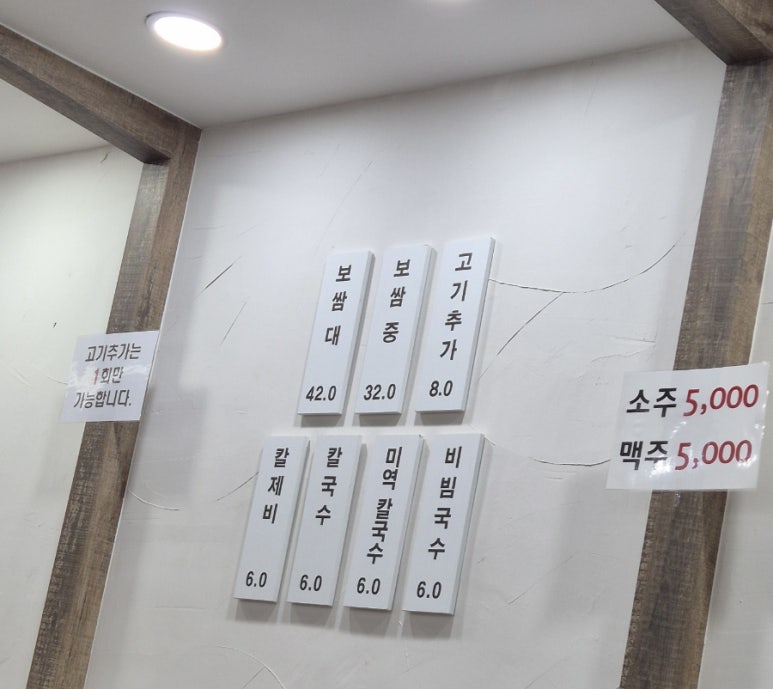 고기추가는
1회만
가능합니다.
보쌈대
42.0
보쌈중
32.0
고기추가
8.0
칼제비
6.0
칼국수
6.0
미역칼국수
6.0
비빔국수
6.0
소주 5,000
맥주 5,000